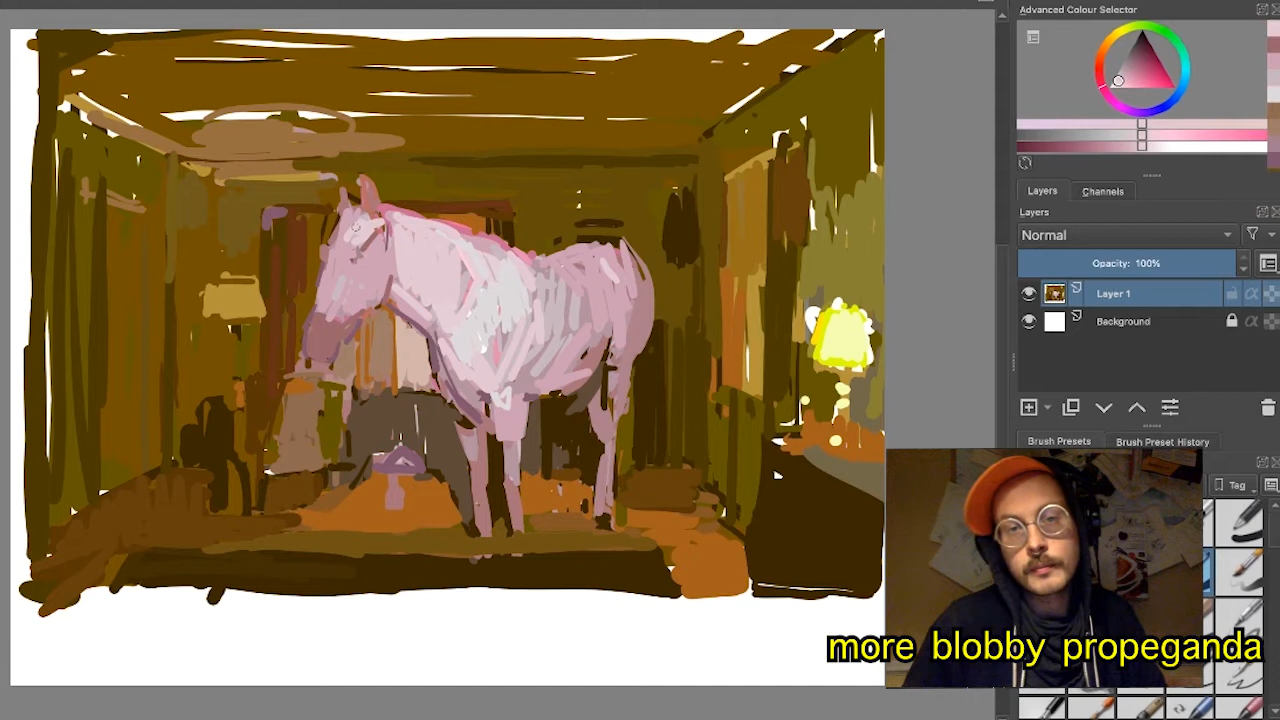 Advanced Colour Selector
Layers
Channels
Layers
Normal
Opacity: 100%
Layer 1
Background
Brush Presets
Brush Preset History
Tag
more blobby propeganda